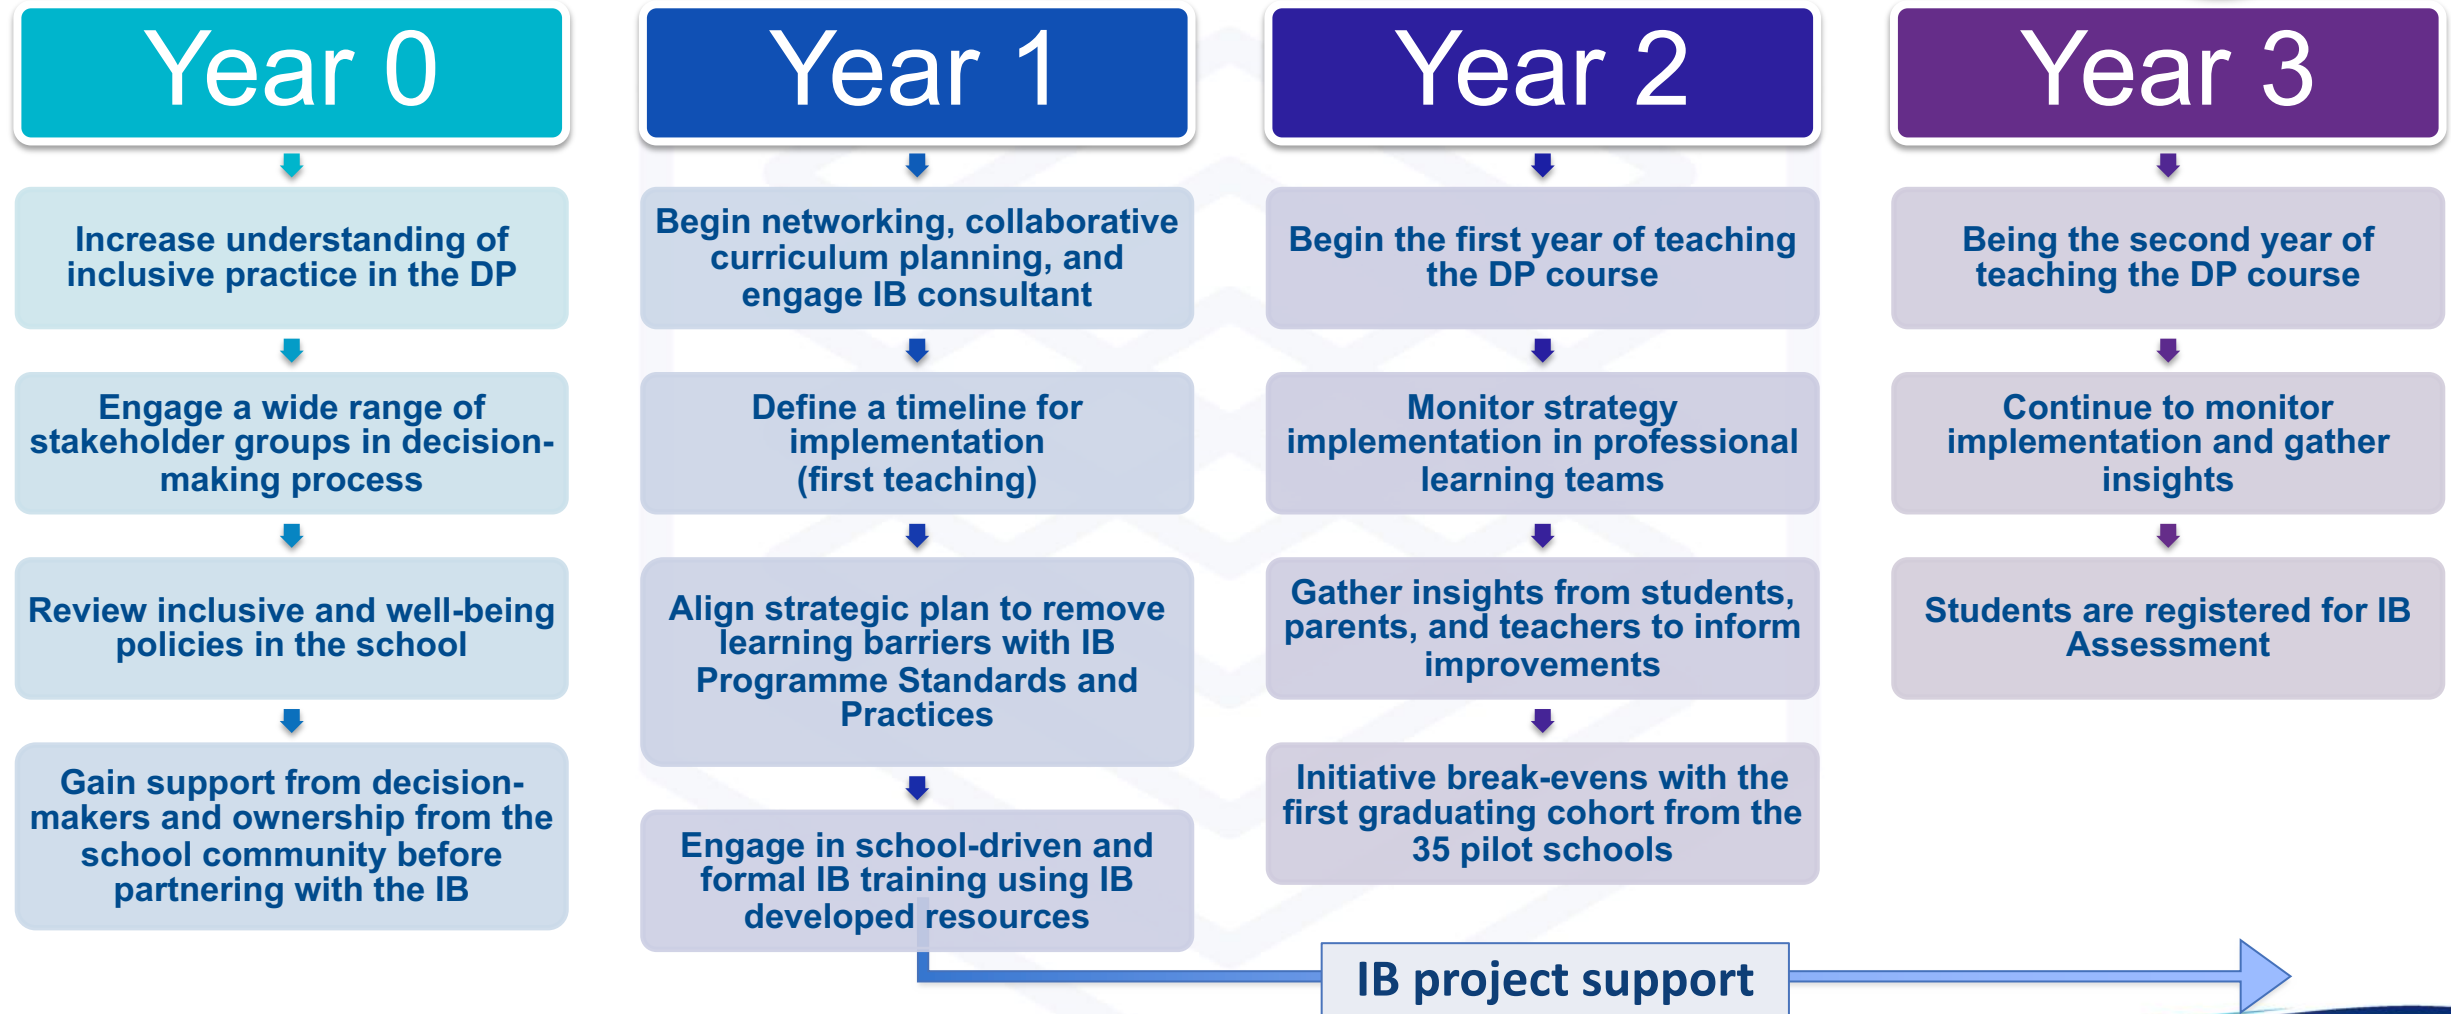 Year 0
Increase understanding of
inclusive practice in the DP
Engage a wide range of
stakeholder groups in decision-
making process
Review inclusive and well-being
policies in the school
Gain support from decision-
makers and ownership from the
school community before
partnering with the IB
Year 1
Begin networking, collaborative
curriculum planning, and
engage IB consultant
Define a timeline for
implementation
(first teaching)
Align strategic plan to remove
learning barriers with IB
Programme Standards and
Practices
Engage in school-driven and
formal IB training using IB
developed resources
Year 2
Begin the first year of teaching
the DP course
Monitor strategy
implementation in professional
learning teams
Gather insights from students,
parents, and teachers to inform
improvements
Initiative break-evens with the
first graduating cohort from the
35 pilot schools
Year 3
Being the second year of
teaching the DP course
Continue to monitor
implementation and gather
insights
Students are registered for IB
Assessment
IB project support